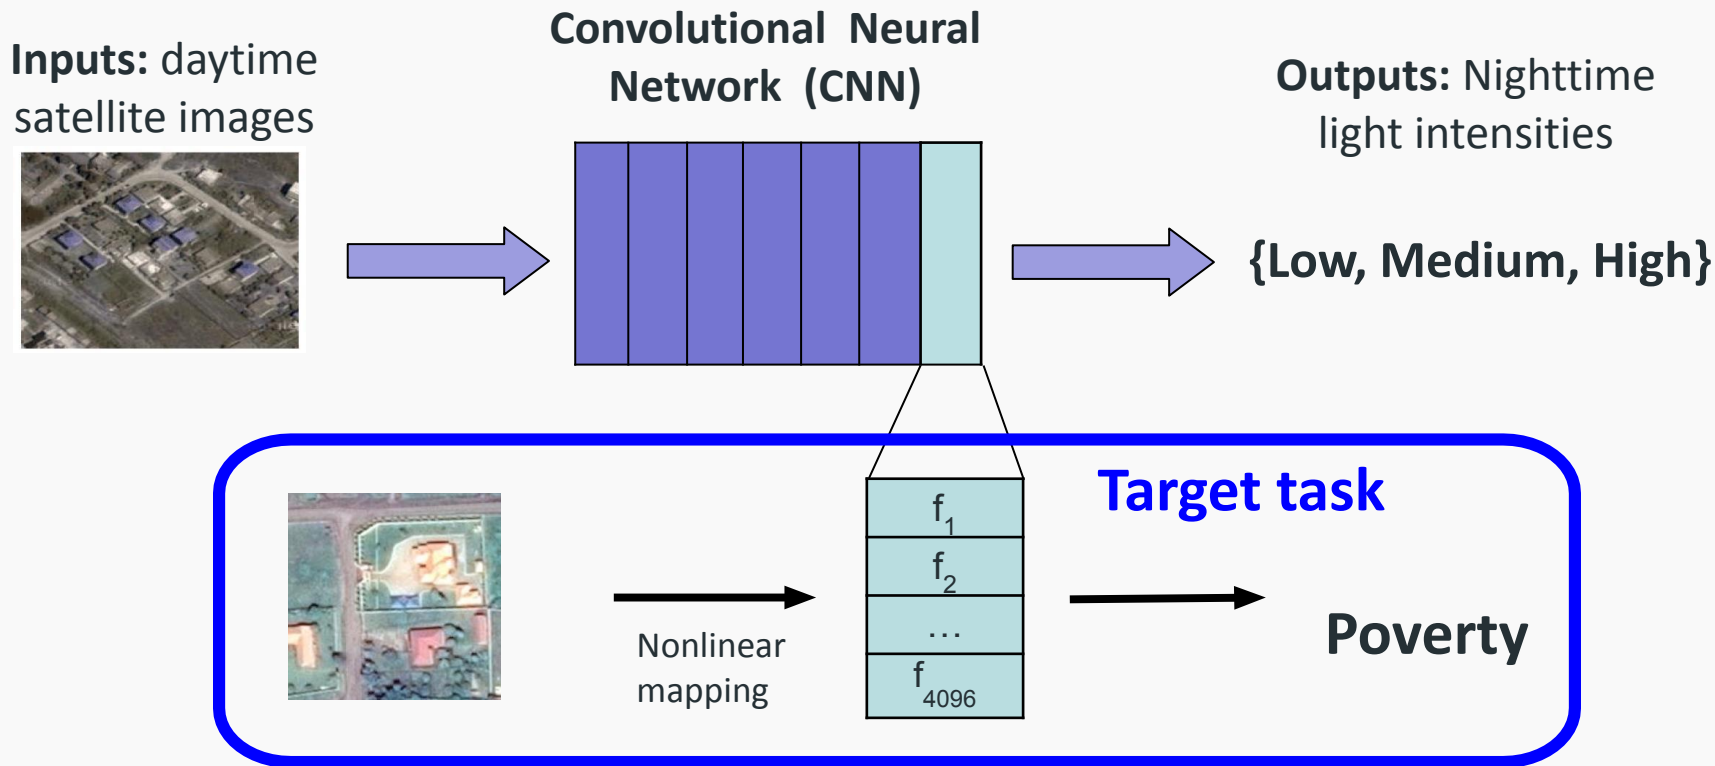 Inputs: daytime
satellite images
Convolutional Neural
Network (CNN)
Outputs: Nighttime
light intensities
{Low, Medium, High}
Target task
Nonlinear
mapping
f1
f2
...
f4096
Poverty